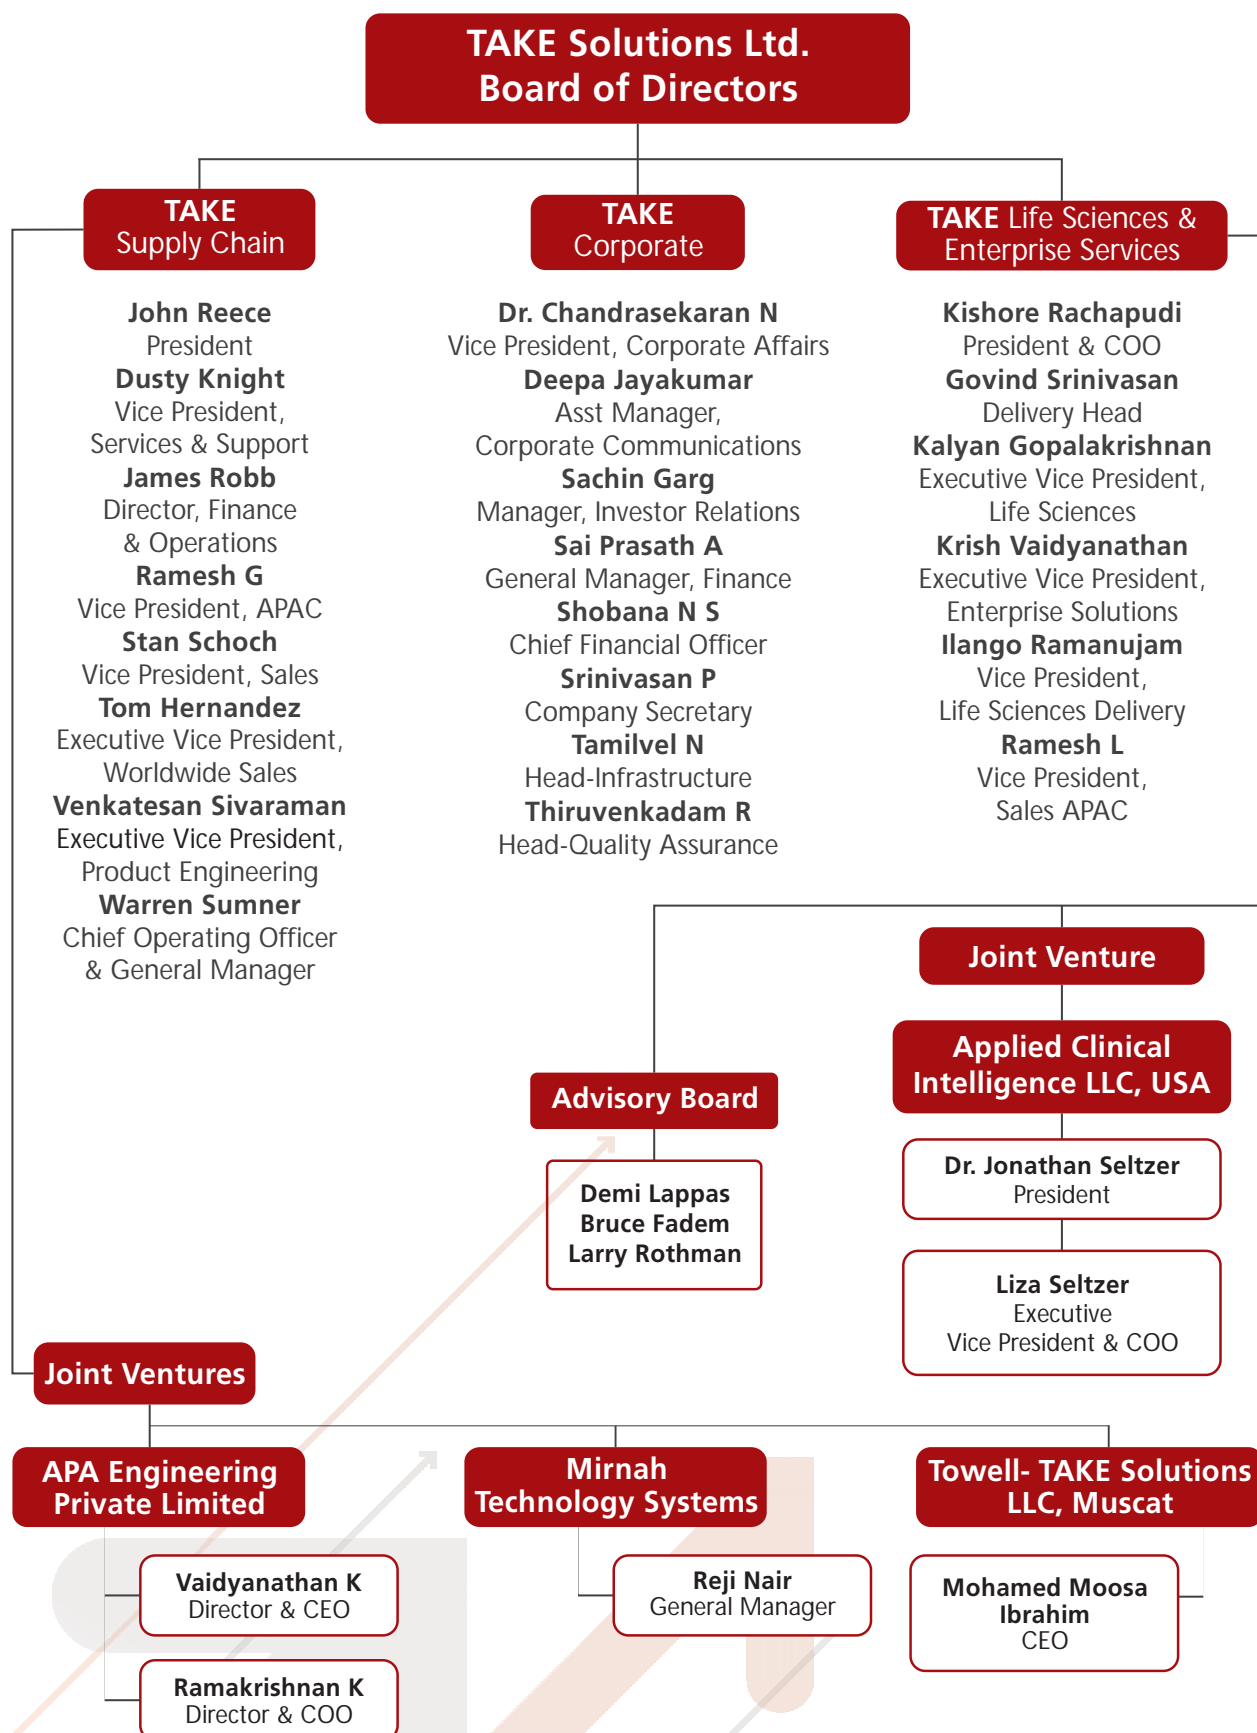 TAKE Solutions Ltd.
Board of Directors
TAKE
Supply Chain
John Reece
President
Dusty Knight
Vice President,
Services & Support
James Robb
Director, Finance
& Operations
Ramesh G
Vice President, APAC
Stan Schoch
Vice President, Sales
Tom Hernandez
Executive Vice President,
Worldwide Sales
Venkatesan Sivaraman
Executive Vice President,
Product Engineering
Warren Sumner
Chief Operating Officer
& General Manager
TAKE
Corporate
Dr. Chandrasekaran N
Vice President, Corporate Affairs
Deepa Jayakumar
Asst Manager,
Corporate Communications
Sachin Garg
Manager, Investor Relations
Sai Prasath A
General Manager, Finance
Shobana N S
Chief Financial Officer
Srinivasan P
Company Secretary
Tamilvel N
Head-Infrastructure
Thiruvenkadam R
Head-Quality Assurance
TAKE Life Sciences &
Enterprise Services
Kishore Rachapudi
President & COO
Govind Srinivasan
Delivery Head
Kalyan Gopalakrishnan
Executive Vice President,
Life Sciences
Krish Vaidyanathan
Executive Vice President,
Enterprise Solutions
Ilango Ramanujam
Vice President,
Life Sciences Delivery
Ramesh L
Vice President,
Sales APAC
Advisory Board
Demi Lappas
Bruce Fadem
Larry Rothman
Joint Venture
Applied Clinical
Intelligence LLC, USA
Dr. Jonathan Seltzer
President
Liza Seltzer
Executive
Vice President & COO
Joint Ventures
APA Engineering
Private Limited
Vaidyanathan K
Director & CEO
Ramakrishnan K
Director & COO
Mirnah
Technology Systems
Reji Nair
General Manager
Towell- TAKE Solutions
LLC, Muscat
Mohamed Moosa
Ibrahim
CEO